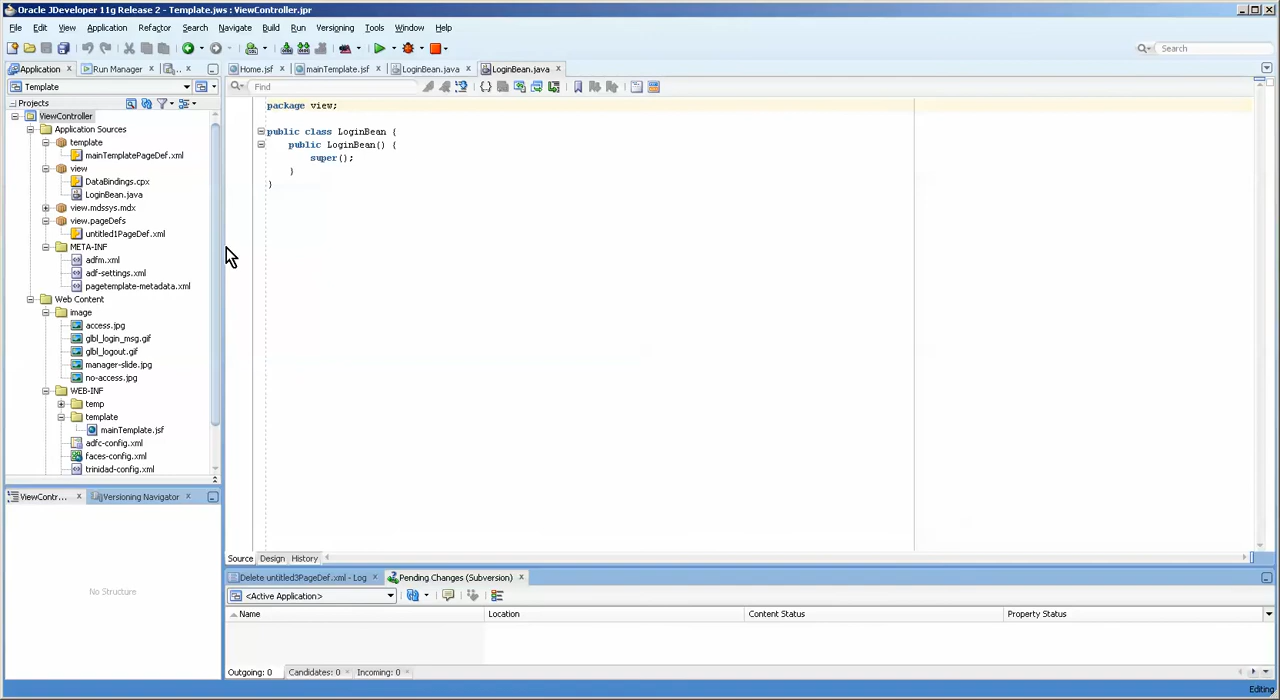 Oracle JDeveloper 11g Release 2 - Template.jws : ViewController.jpr
File Edit View Application Refactor Search Navigate Build Run Versioning Tools Window Help
Search
Application Run Manager ... Home.jsf mainTemplate.jsf LoginBean.java LoginBean.java
Template Find
Projects
ViewController
Application Sources
template
mainTemplatePageDef.xml
view
DataBindings.cpx
LoginBean.java
view.mdssys.mdx
view.pageDefs
untitled1PageDef.xml
META-INF
adfm.xml
adf-settings.xml
pagetemplate-metadata.xml
Web Content
image
access.jpg
glbl_login_msg.gif
glbl_logout.gif
manager-slide.jpg
no-access.jpg
WEB-INF
temp
template
mainTemplate.jsf
adfc-config.xml
faces-config.xml
trinidad-config.xml
package view;
public class LoginBean {
public LoginBean() {
super();
}
}
Source Design History
ViewContr... Versioning Navigator
No Structure
Delete untitled3PageDef.xml - Log Pending Changes (Subversion)
<Active Application>
Name Location Content Status Property Status
Outgoing: 0 Candidates: 0 Incoming: 0
Editing